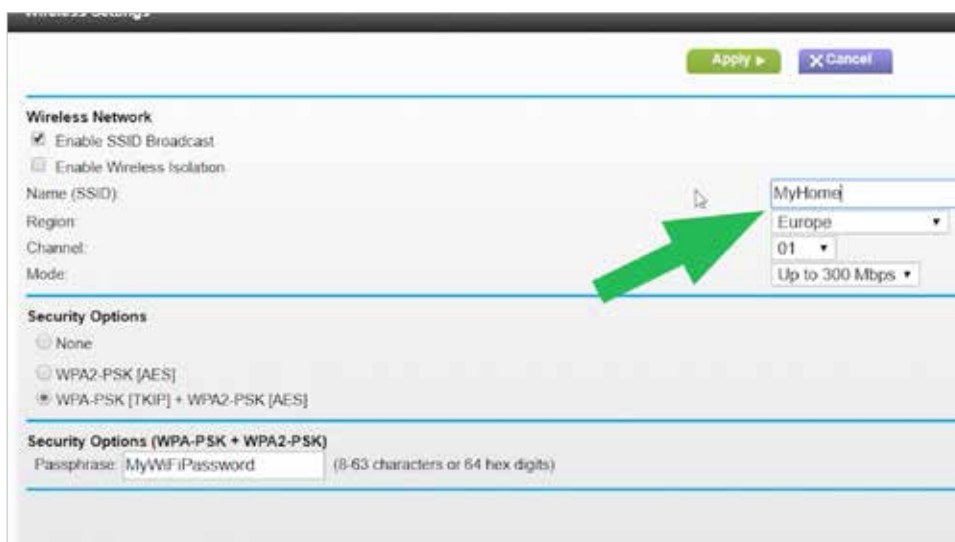 Wireless Settings
Apply
Cancel
Wireless Network
Enable SSID Broadcast
Enable Wireless Isolation
Name (SSID): MyHome
Region: Europe
Channel: 01
Mode: Up to 300 Mbps
Security Options
None
WPA2-PSK [AES]
WPA-PSK [TKIP] + WPA2-PSK [AES]
Security Options (WPA-PSK + WPA2-PSK)
Passphrase: MyWiFiPassword (8-63 characters or 64 hex digits)